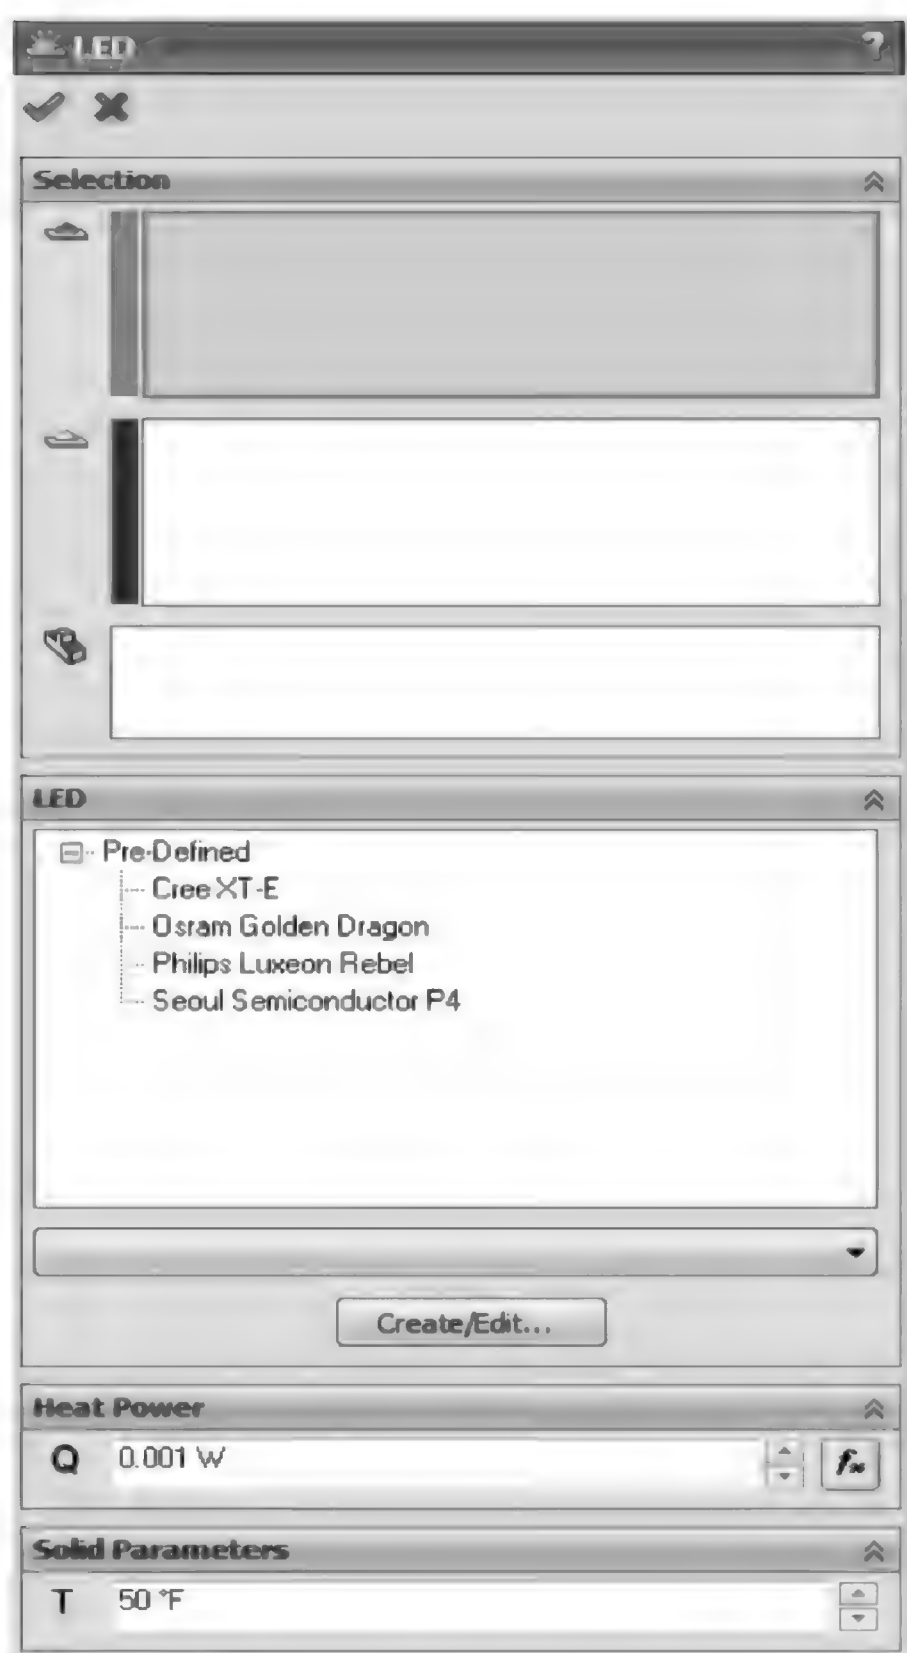 LED ?
Selection
LED
Pre-Defined
Cree XT-E
Osram Golden Dragon
Philips Luxeon Rebel
Seoul Semiconductor P4
Create/Edit...
Heat Power
Q 0.001 W fx
Solid Parameters
T 50 °F